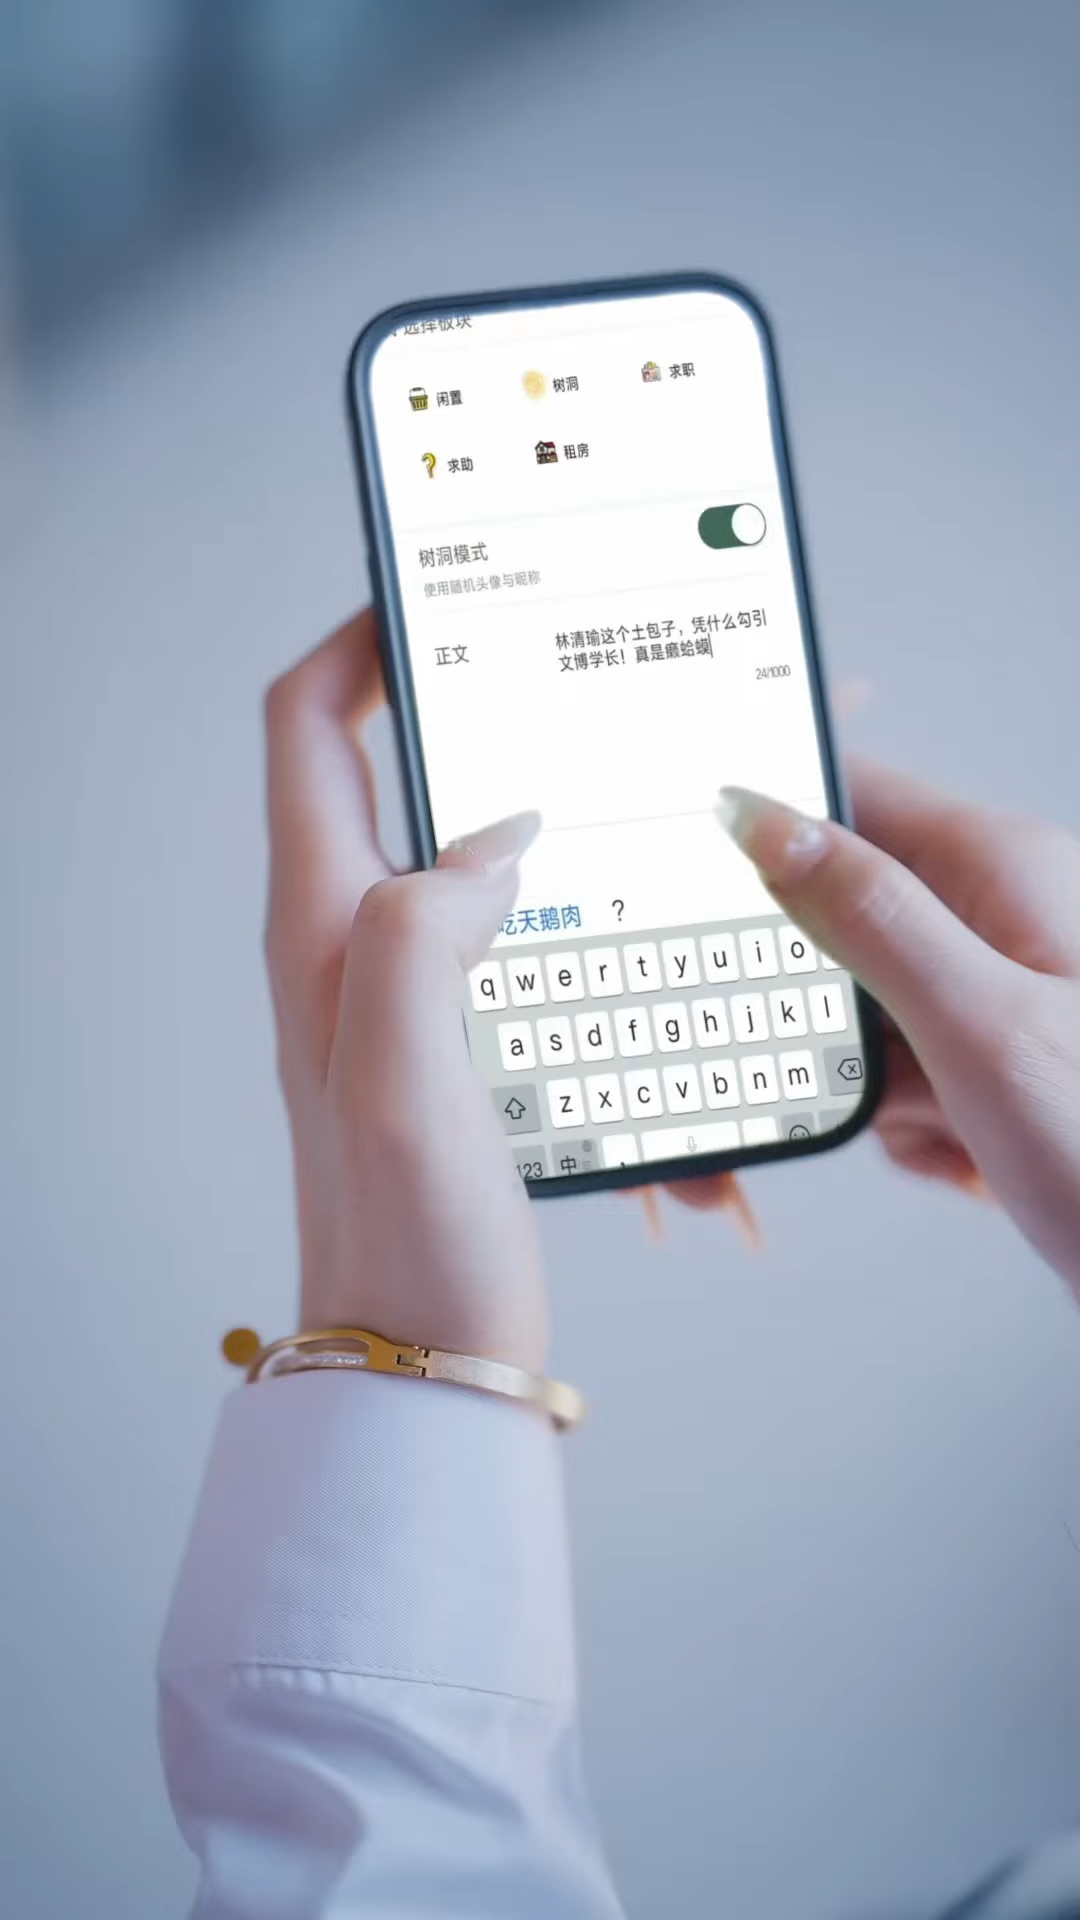 选择板块
闲置
树洞
求职
求助
租房
树洞模式
使用随机头像与昵称
正文
林清瑜这个土包子，凭什么勾引
文博学长！真是癞蛤蟆
24/1000
吃天鹅肉 ?
q w e r t y u i o
a s d f g h j k l
z x c v b n m
123 中 ,